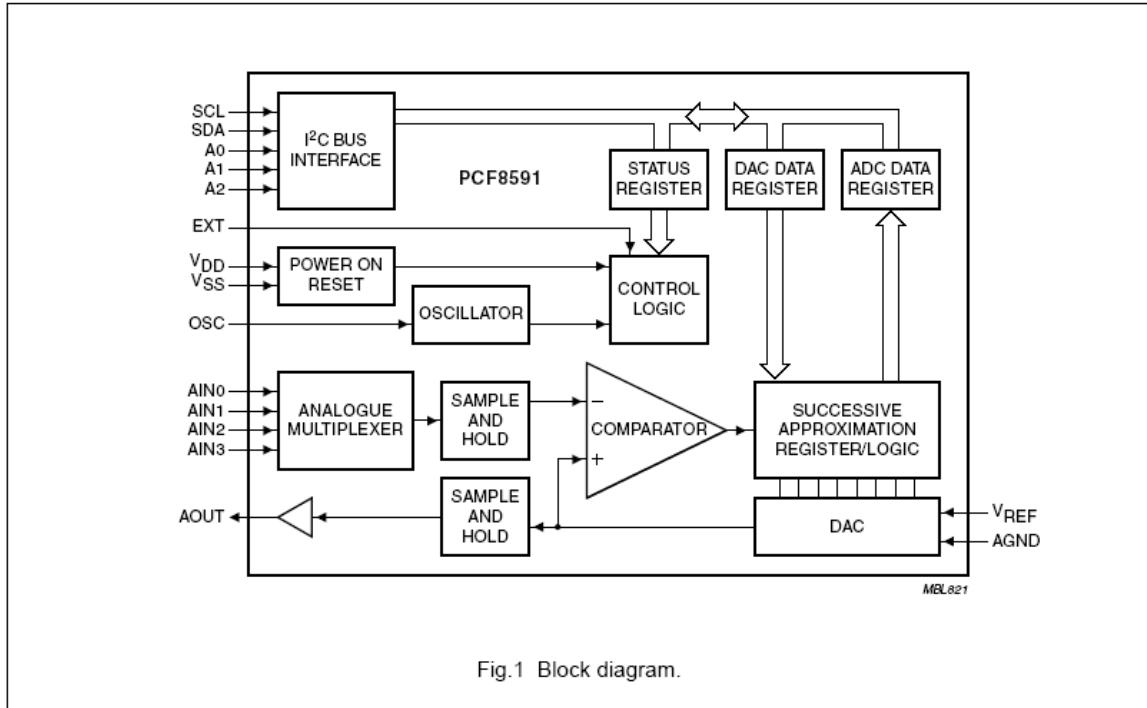 SCL
SDA
A0
A1
A2
I²C BUS
INTERFACE
PCF8591
STATUS
REGISTER
DAC DATA
REGISTER
ADC DATA
REGISTER
EXT
VDD
VSS
POWER ON
RESET
CONTROL
LOGIC
OSC
OSCILLATOR
AIN0
AIN1
AIN2
AIN3
ANALOGUE
MULTIPLEXER
SAMPLE
AND
HOLD
−
COMPARATOR
+
SUCCESSIVE
APPROXIMATION
REGISTER/LOGIC
AOUT
SAMPLE
AND
HOLD
DAC
VREF
AGND
MBL821
Fig.1 Block diagram.